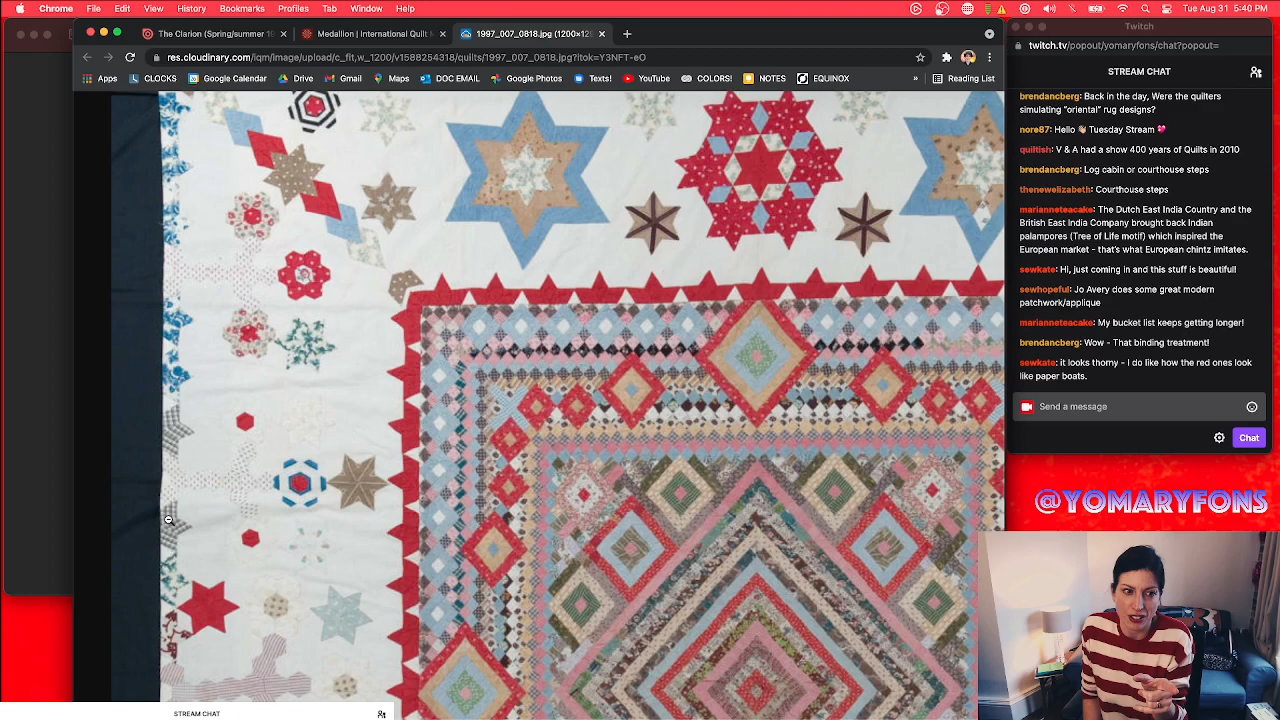 Chrome File Edit View History Bookmarks Profiles Tab Window Help
Tue Aug 31 5:40 PM
The Clarion (Spring/summer 19
Medallion | International Quilt M
1997_007_0818.jpg (1200×12
res.cloudinary.com/iqm/image/upload/c_fit,w_1200/v1588254318/quilts/1997_007_0818.jpg?itok=Y3NFT-eO
Apps CLOCKS Google Calendar Drive Gmail Maps DOC EMAIL Google Photos Texts! YouTube COLORS! NOTES EQUINOX » Reading List
Twitch
twitch.tv/popout/yomaryfons/chat?popout=
STREAM CHAT
brendancberg: Back in the day, Were the quilters
simulating "oriental" rug designs?
nore87: Hello 👋🏼 Tuesday Stream 💖
quiltish: V & A had a show 400 years of Quilts in 2010
brendancberg: Log cabin or courthouse steps
thenewelizabeth: Courthouse steps
marianneteacake: The Dutch East India Country and the
British East India Company brought back Indian
palampores (Tree of Life motif) which inspired the
European market - that's what European chintz imitates.
sewkate: Hi, just coming in and this stuff is beautiful!
sewhopeful: Jo Avery does some great modern
patchwork/applique
marianneteacake: My bucket list keeps getting longer!
brendancberg: Wow - That binding treatment!
sewkate: it looks thorny - I do like how the red ones look
like paper boats.
Send a message
Chat
@YOMARYFONS
STREAM CHAT